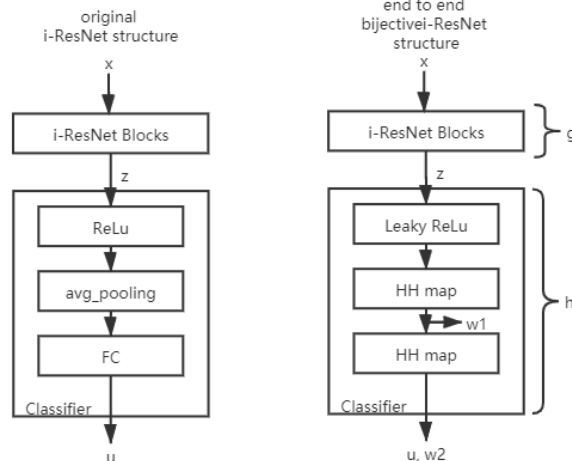 original
i-ResNet structure
x
i-ResNet Blocks
z
ReLu
avg_pooling
FC
Classifier
u
end to end
bijectivei-ResNet
structure
x
i-ResNet Blocks
g
z
Leaky ReLu
HH map
w1
HH map
h
Classifier
u, w2